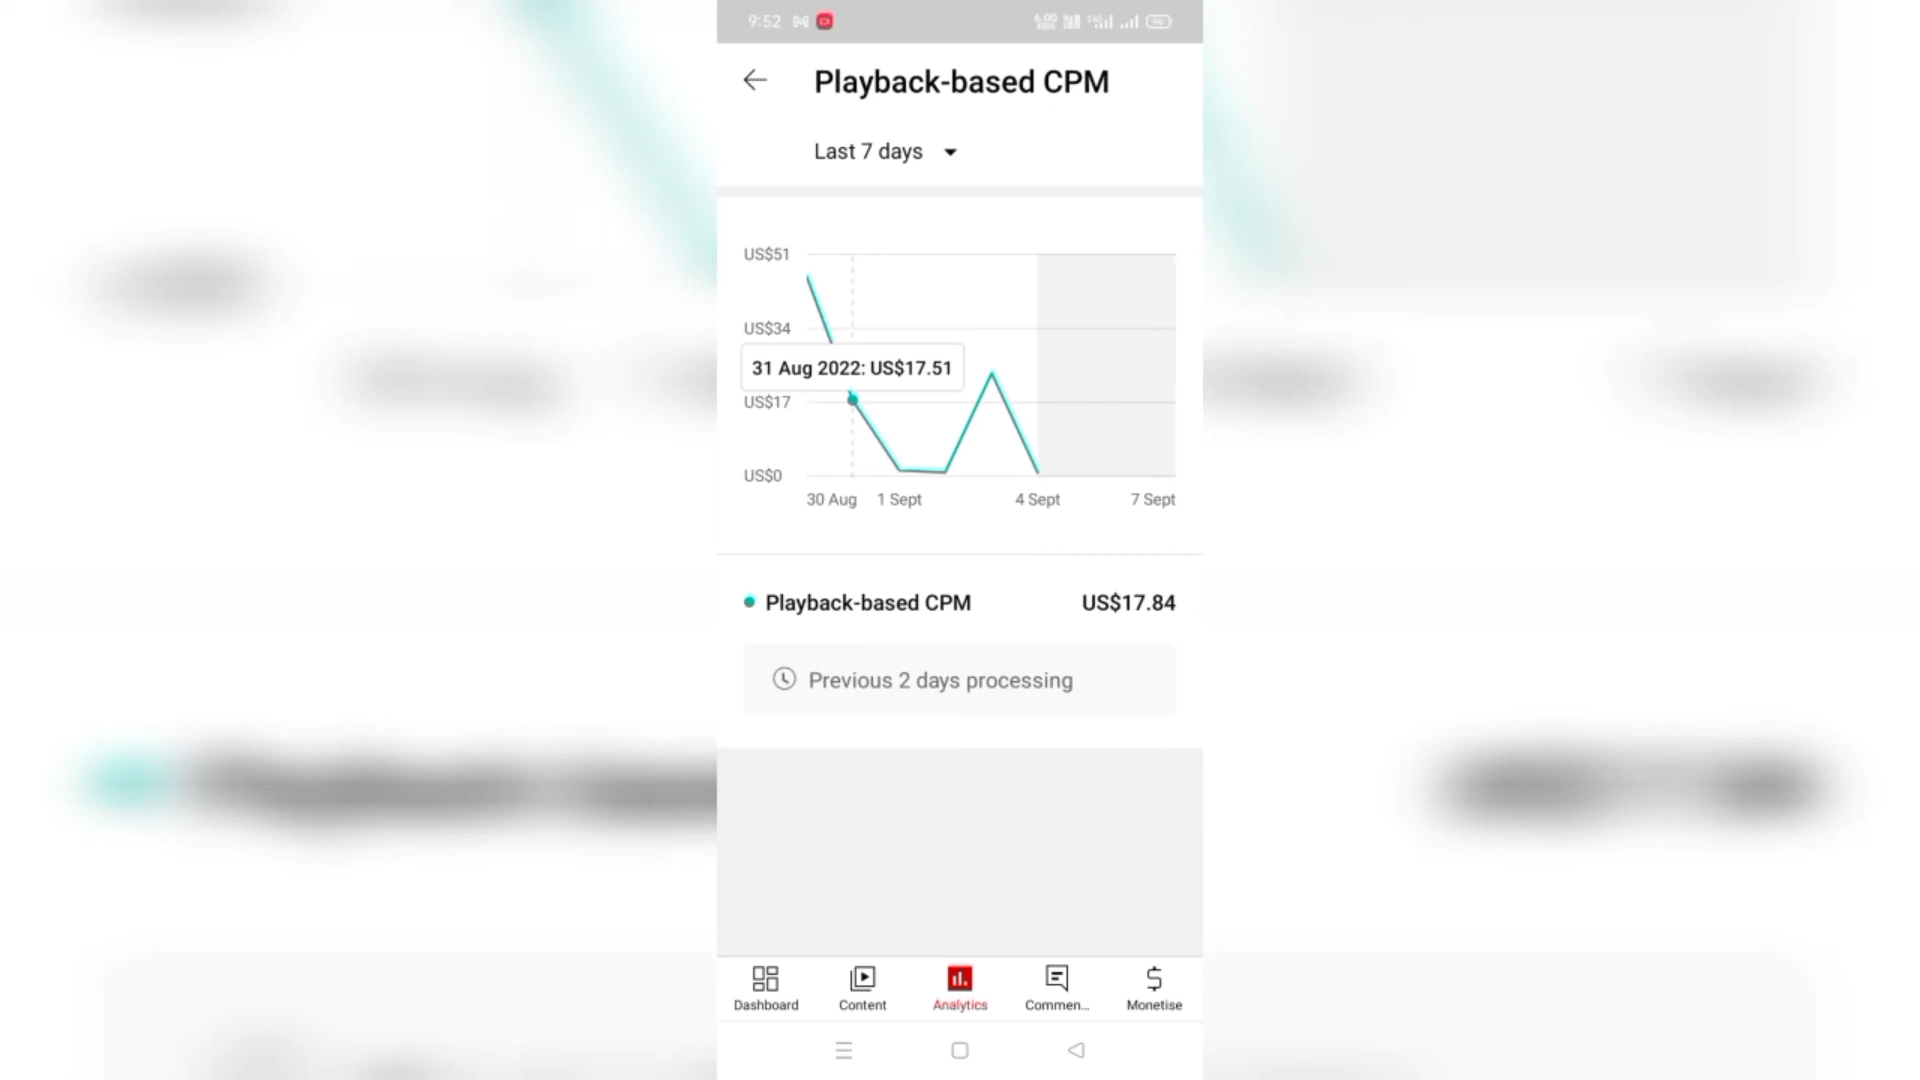 9:52
6.00
Playback-based CPM
Last 7 days
US$51
US$34
31 Aug 2022: US$17.51
US$17
US$0
30 Aug 1 Sept 4 Sept 7 Sept
Playback-based CPM US$17.84
Previous 2 days processing
Dashboard Content Analytics Commen... Monetise